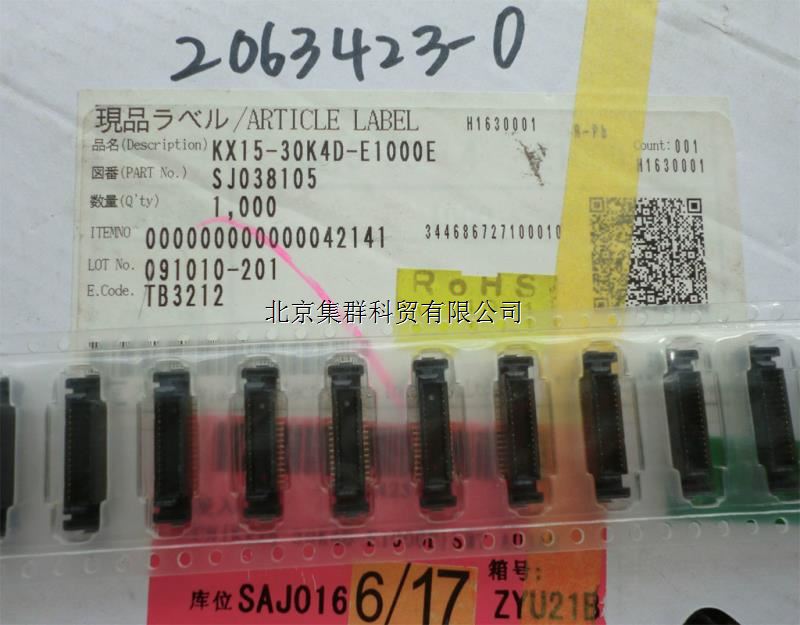 2063423-0
現品ラベル/ARTICLE LABEL
H1630001
R-Pb
品名(Description) KX15-30K4D-E1000E
Count:001
H1630001
図番(PART No.) SJ038105
数量(Q'ty) 1,000
ITEMNO 000000000000042141
344686727100010
LOT No. 091010-201
RoHS
E.Code. TB3212
北京集群科贸有限公司
库位 SAJ016 6/17 箱号: ZYU21B